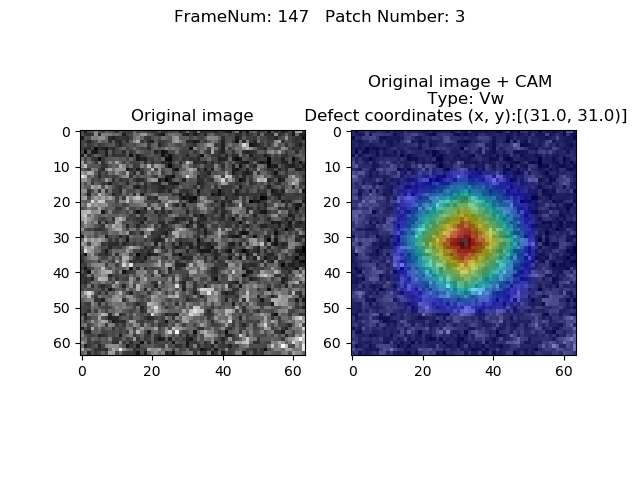 FrameNum: 147   Patch Number: 3
Original image
0
10
20
30
40
50
60
0 20 40 60
Original image + CAM
Type: Vw
Defect coordinates (x, y):[(31.0, 31.0)]
0
10
20
30
40
50
60
0 20 40 60